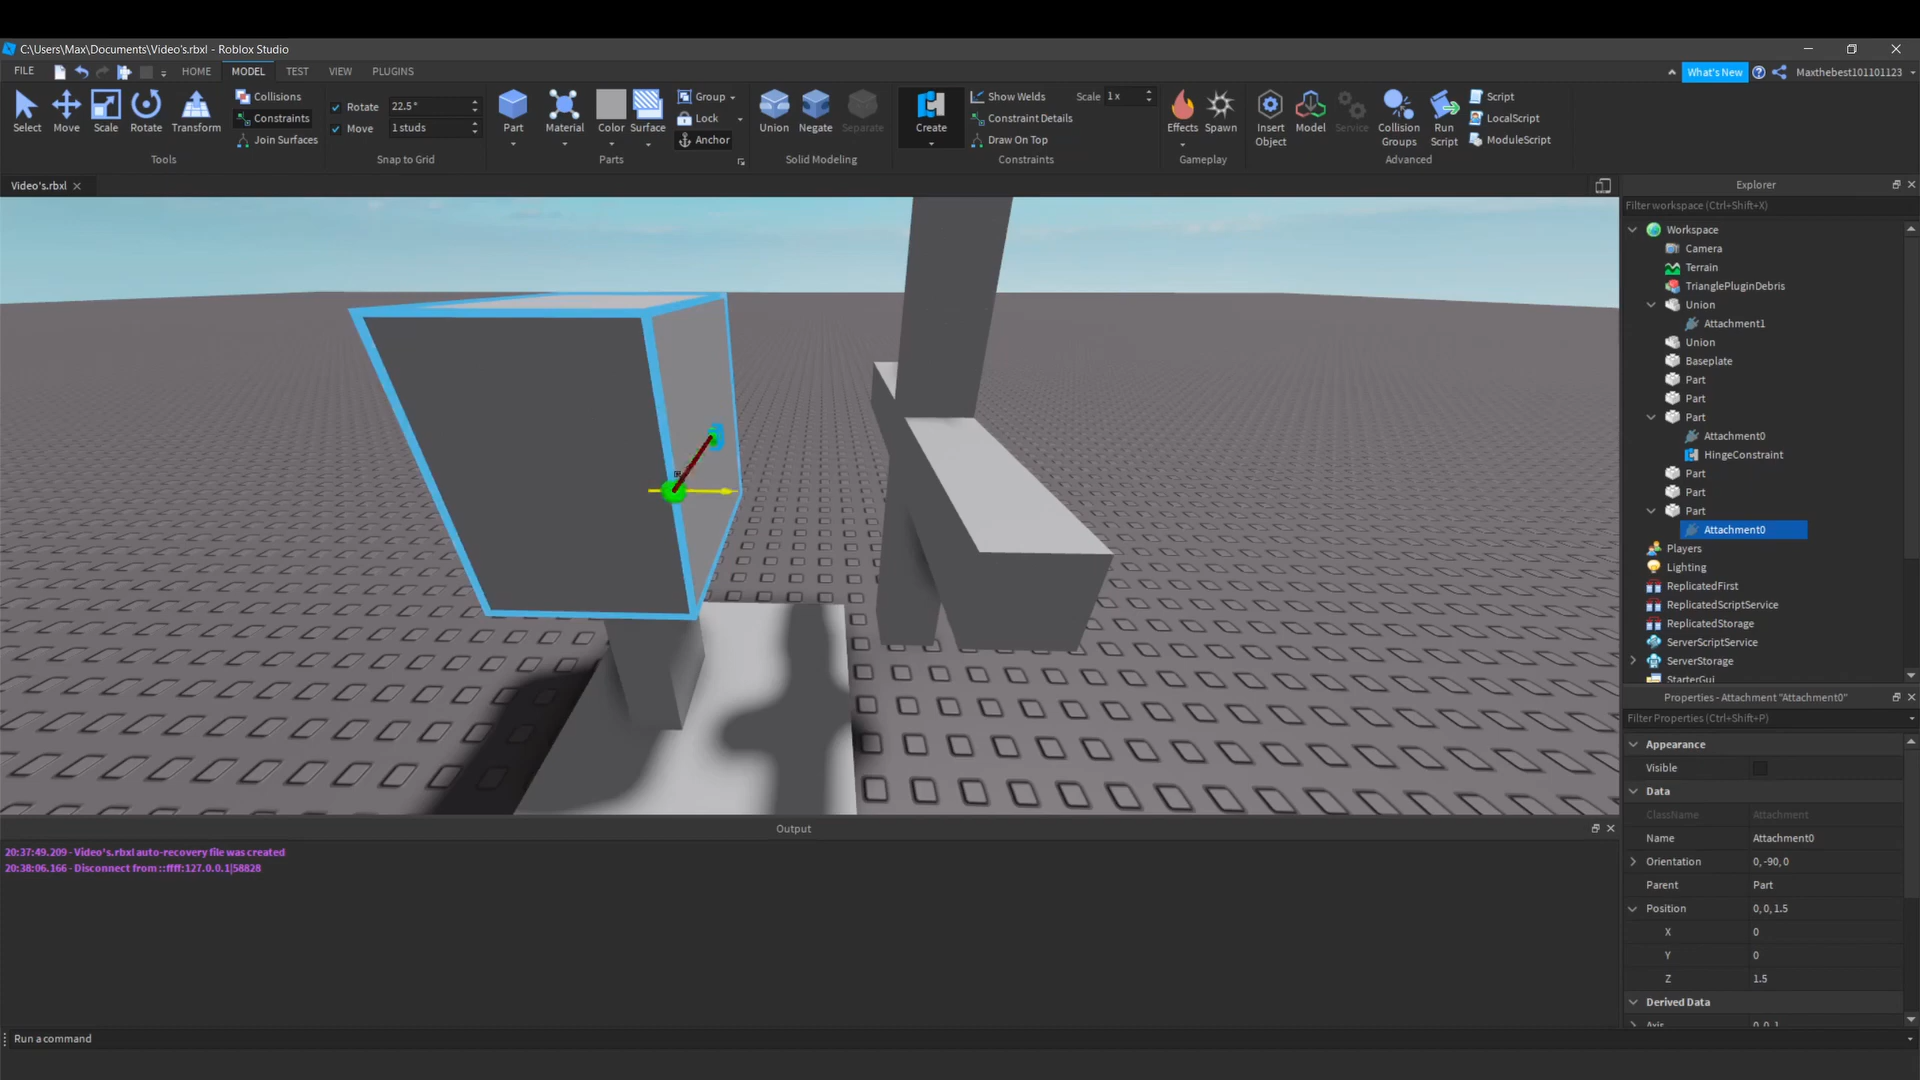 C:\Users\Max\Documents\Video's.rbxl - Roblox Studio
FILE HOME MODEL TEST VIEW PLUGINS What's New Maxthebest101101123
Select Move Scale Rotate Transform
Collisions
Constraints
Join Surfaces
Tools
Rotate 22.5°
Move 1 studs
Snap to Grid
Part Material Color Surface
Group
Lock
Anchor
Parts
Union Negate Separate
Solid Modeling
Create
Show Welds Scale 1x
Constraint Details
Draw On Top
Constraints
Effects Spawn
Gameplay
Insert Object
Model
Service
Collision Groups
Run Script
Script
LocalScript
ModuleScript
Advanced
Video's.rbxl
Explorer
Filter workspace (Ctrl+Shift+X)
Workspace
Camera
Terrain
TrianglePluginDebris
Union
Attachment1
Union
Baseplate
Part
Part
Part
Attachment0
HingeConstraint
Part
Part
Part
Attachment0
Players
Lighting
ReplicatedFirst
ReplicatedScriptService
ReplicatedStorage
ServerScriptService
ServerStorage
StarterGui
Properties - Attachment "Attachment0"
Filter Properties (Ctrl+Shift+P)
Appearance
Visible
Data
ClassName Attachment
Name Attachment0
Orientation 0, -90, 0
Parent Part
Position 0, 0, 1.5
X 0
Y 0
Z 1.5
Derived Data
Axis 0, 0, 1
Output
20:37:49.209 - Video's.rbxl auto-recovery file was created
20:38:06.166 - Disconnect from ::ffff:127.0.0.1|58828
Run a command